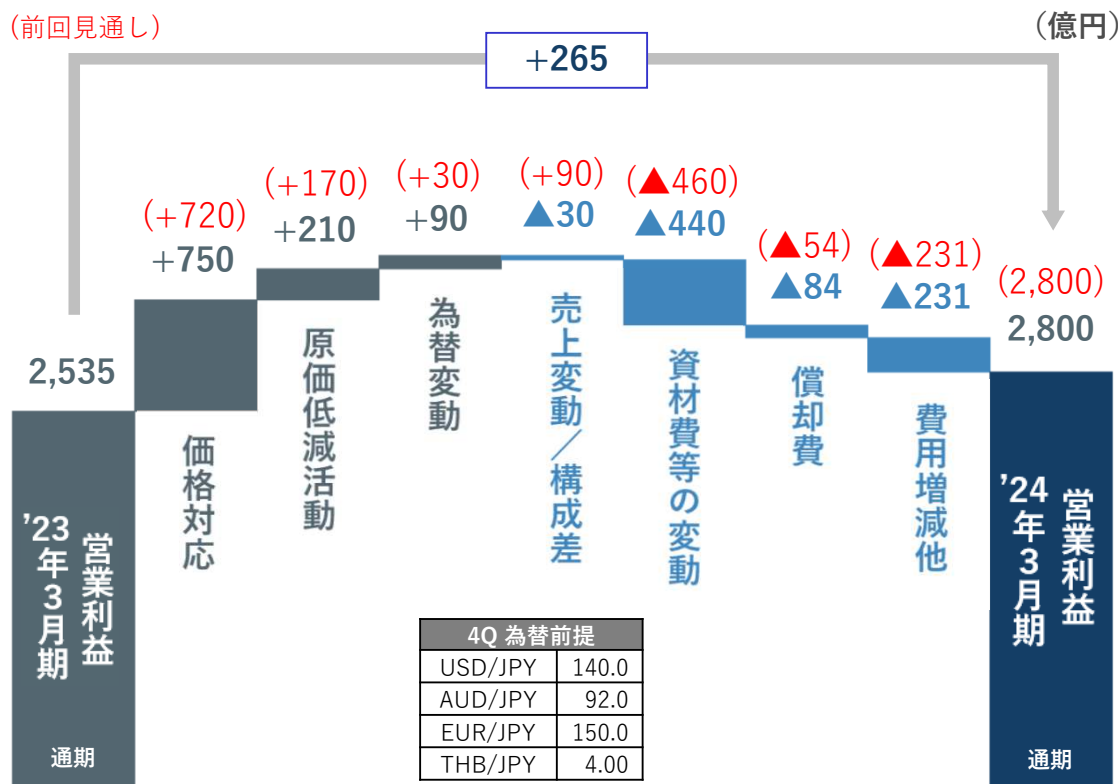 (前回見通し)
(億円)
+265
2,535
(+720)
+750
(+170)
+210
(+30)
+90
(+90)
▲30
(▲460)
▲440
(▲54)
▲84
(▲231)
▲231
(2,800)
2,800
価格対応
原価低減活動
為替変動
売上変動/構成差
資材費等の変動
償却費
費用増減他
営業利益
'23年3月期
通期
営業利益
'24年3月期
通期
4Q 為替前提
USD/JPY 140.0
AUD/JPY 92.0
EUR/JPY 150.0
THB/JPY 4.00